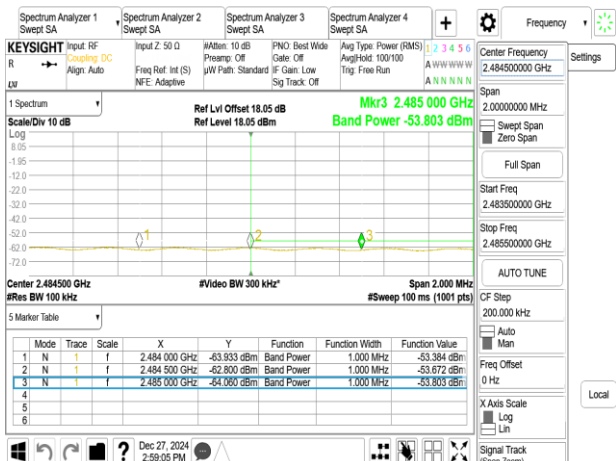 Spectrum Analyzer 1
Swept SA
Spectrum Analyzer 2
Swept SA
Spectrum Analyzer 3
Swept SA
Spectrum Analyzer 4
Swept SA
+
Frequency
KEYSIGHT
R
LXI
Input: RF
Coupling: DC
Align: Auto
Input Z: 50 Ω
Freq Ref: Int (S)
NFE: Adaptive
#Atten: 10 dB
Preamp: Off
µW Path: Standard
PNO: Best Wide
Gate: Off
IF Gain: Low
Sig Track: Off
Avg Type: Power (RMS)
Avg|Hold: 100/100
Trig: Free Run
1 2 3 4 5 6
A W W W W W
A N N N N N
1 Spectrum
Scale/Div 10 dB
Ref Lvl Offset 18.05 dB
Ref Level 18.05 dBm
Mkr3 2.485 000 GHz
Band Power -53.803 dBm
Log
8.05
-1.95
-12.0
-22.0
-32.0
-42.0
-52.0
-62.0
-72.0
1
2
3
Center 2.484500 GHz
#Video BW 300 kHz*
Span 2.000 MHz
#Res BW 100 kHz
#Sweep 100 ms (1001 pts)
5 Marker Table
Mode Trace Scale X Y Function Function Width Function Value
1 N 1 f 2.484 000 GHz -63.933 dBm Band Power 1.000 MHz -53.384 dBm
2 N 1 f 2.484 500 GHz -62.800 dBm Band Power 1.000 MHz -53.672 dBm
3 N 1 f 2.485 000 GHz -64.060 dBm Band Power 1.000 MHz -53.803 dBm
4
5
6
?
Dec 27, 2024
2:59:05 PM
Center Frequency
2.484500000 GHz
Settings
Span
2.00000000 MHz
Swept Span
Zero Span
Full Span
Start Freq
2.483500000 GHz
Stop Freq
2.485500000 GHz
AUTO TUNE
CF Step
200.000 kHz
Auto
Man
Freq Offset
0 Hz
Local
X Axis Scale
Log
Lin
Signal Track
(Span Zoom)